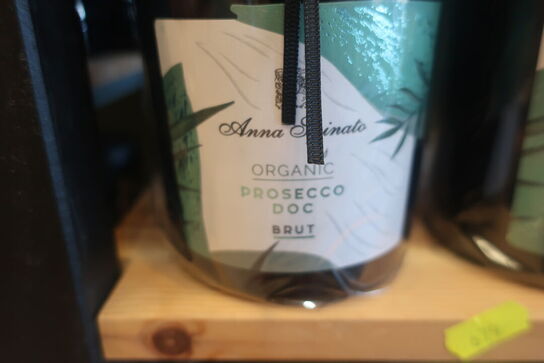 Anna
ORGANIC
PROSECCO
DOC
BRUT